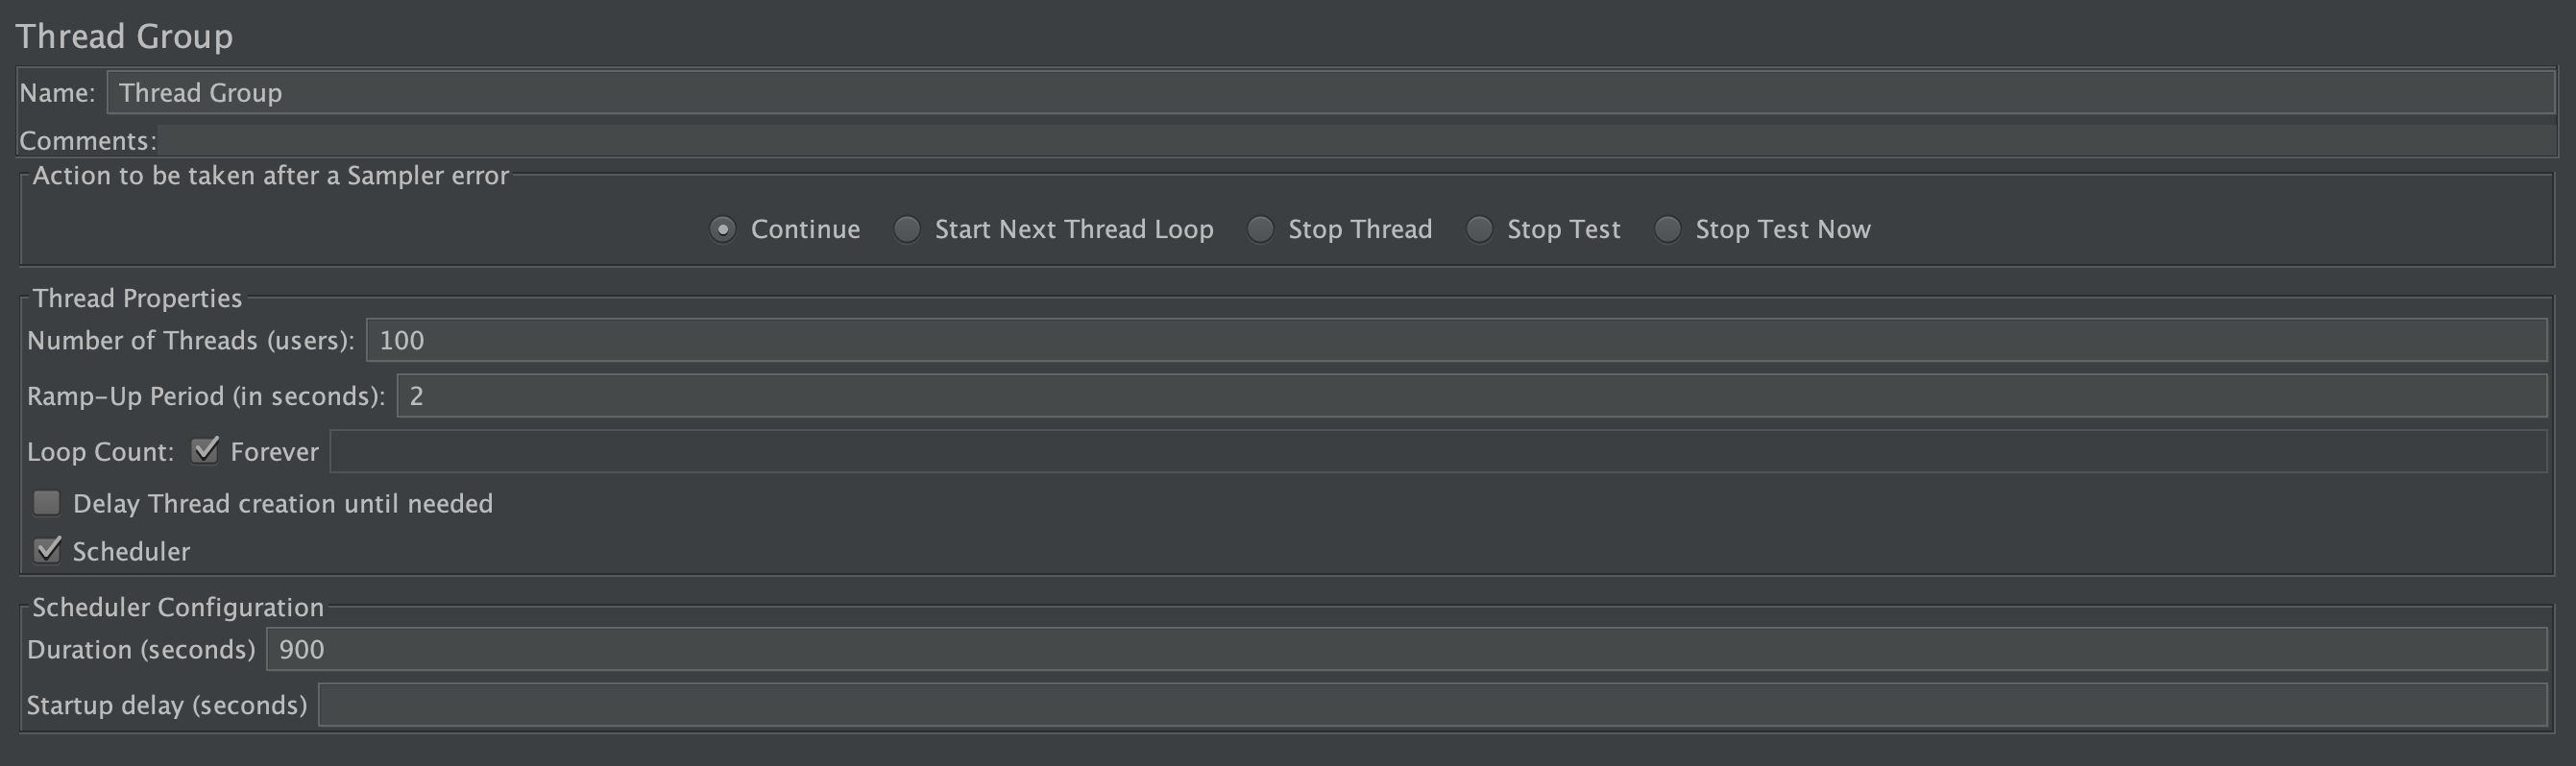 Thread Group
Name: Thread Group
Comments:
Action to be taken after a Sampler error
Continue Start Next Thread Loop Stop Thread Stop Test Stop Test Now
Thread Properties
Number of Threads (users): 100
Ramp-Up Period (in seconds): 2
Loop Count: Forever
Delay Thread creation until needed
Scheduler
Scheduler Configuration
Duration (seconds) 900
Startup delay (seconds)